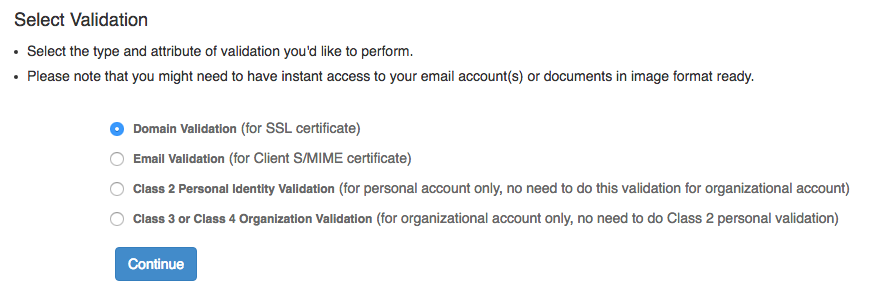 Select Validation
• Select the type and attribute of validation you'd like to perform.
• Please note that you might need to have instant access to your email account(s) or documents in image format ready.
Domain Validation (for SSL certificate)
Email Validation (for Client S/MIME certificate)
Class 2 Personal Identity Validation (for personal account only, no need to do this validation for organizational account)
Class 3 or Class 4 Organization Validation (for organizational account only, no need to do Class 2 personal validation)
Continue